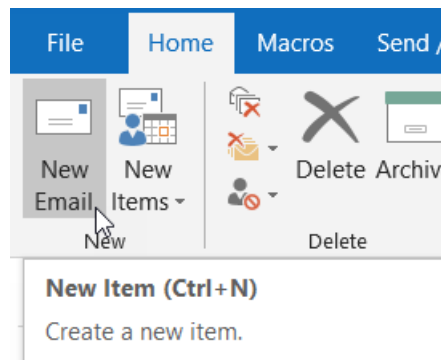 File Home Macros Send /
New Email New Items Delete Archiv
New Delete
New Item (Ctrl+N)
Create a new item.